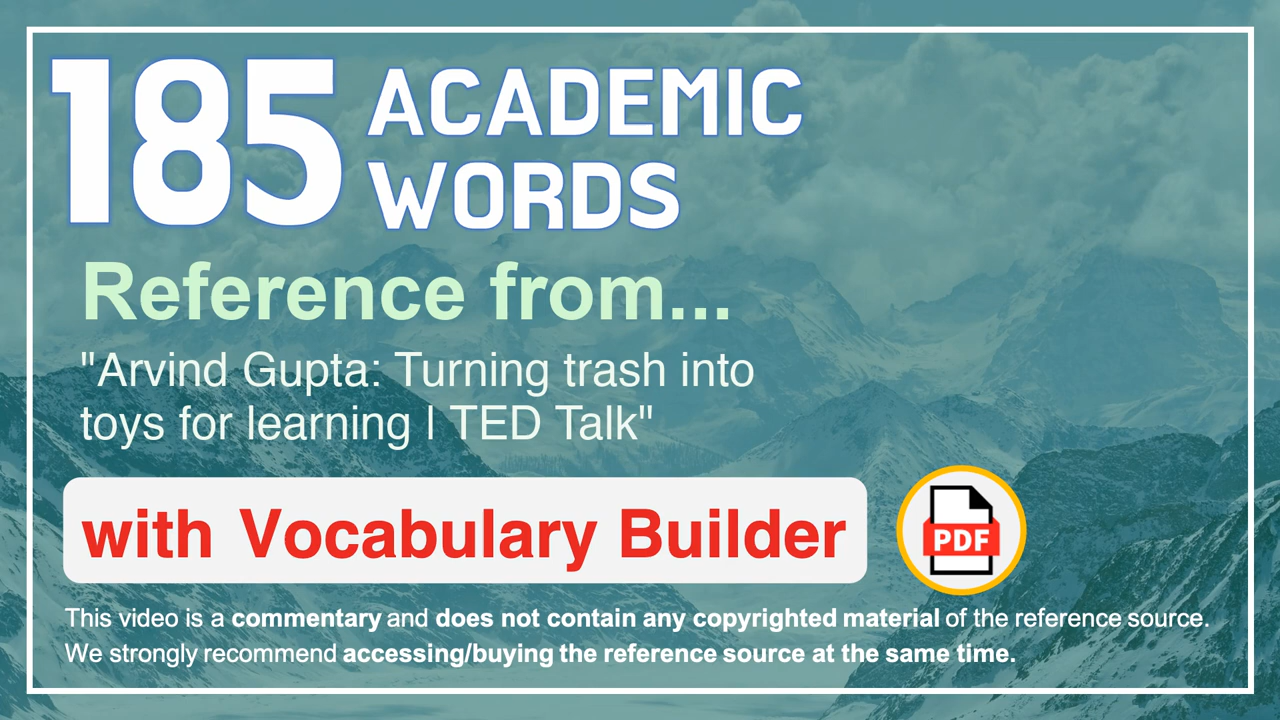 185 ACADEMIC
WORDS
Reference from...
"Arvind Gupta: Turning trash into
toys for learning | TED Talk"
with Vocabulary Builder
PDF
This video is a commentary and does not contain any copyrighted material of the reference source.
We strongly recommend accessing/buying the reference source at the same time.